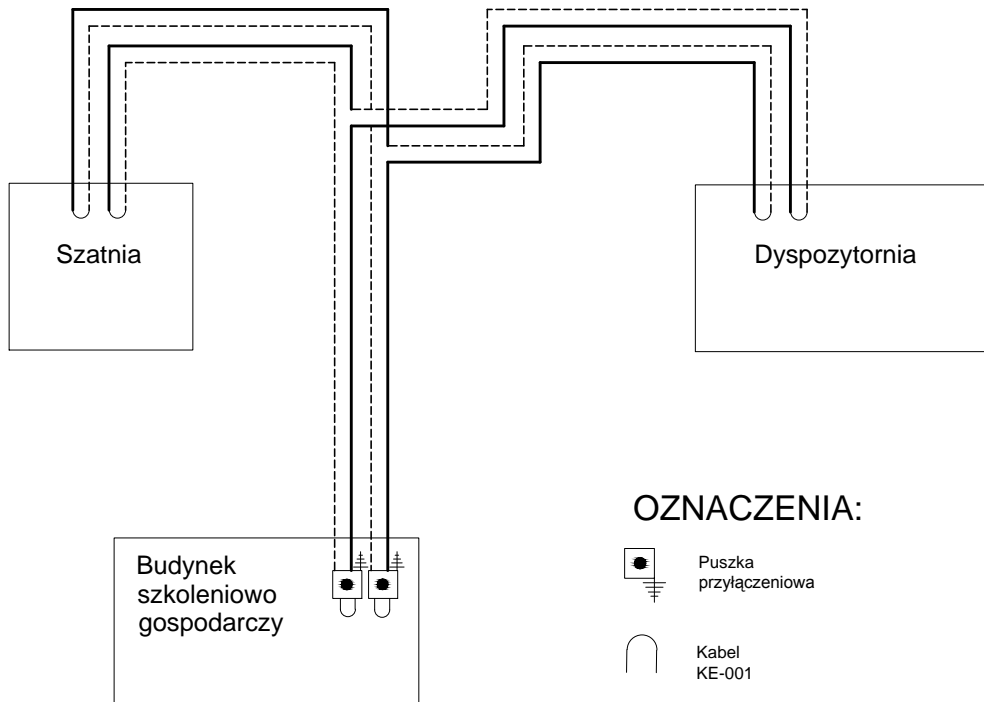 Szatnia
Dyspozytornia
Budynek
szkoleniowo
gospodarczy
OZNACZENIA:
Puszka
przyłączeniowa
Kabel
KE-001